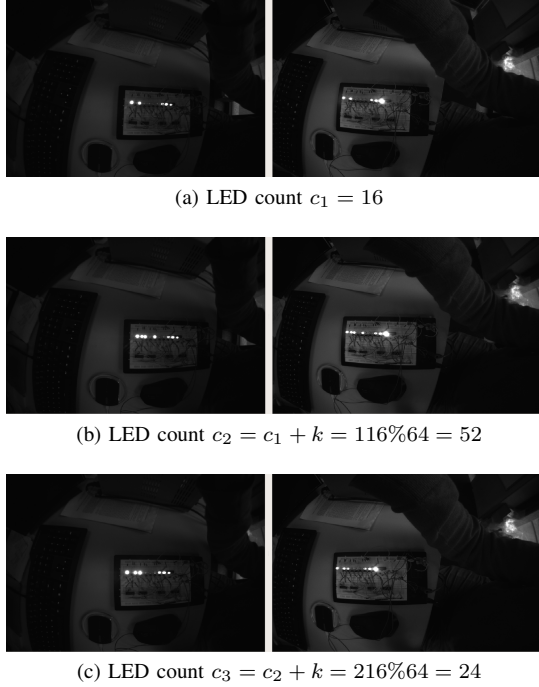 (a) LED count c₁ = 16
(b) LED count c₂ = c₁ + k = 116%64 = 52
(c) LED count c₃ = c₂ + k = 216%64 = 24